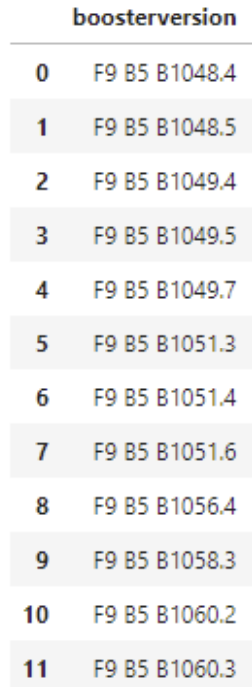 boosterversion
0 F9 B5 B1048.4
1 F9 B5 B1048.5
2 F9 B5 B1049.4
3 F9 B5 B1049.5
4 F9 B5 B1049.7
5 F9 B5 B1051.3
6 F9 B5 B1051.4
7 F9 B5 B1051.6
8 F9 B5 B1056.4
9 F9 B5 B1058.3
10 F9 B5 B1060.2
11 F9 B5 B1060.3